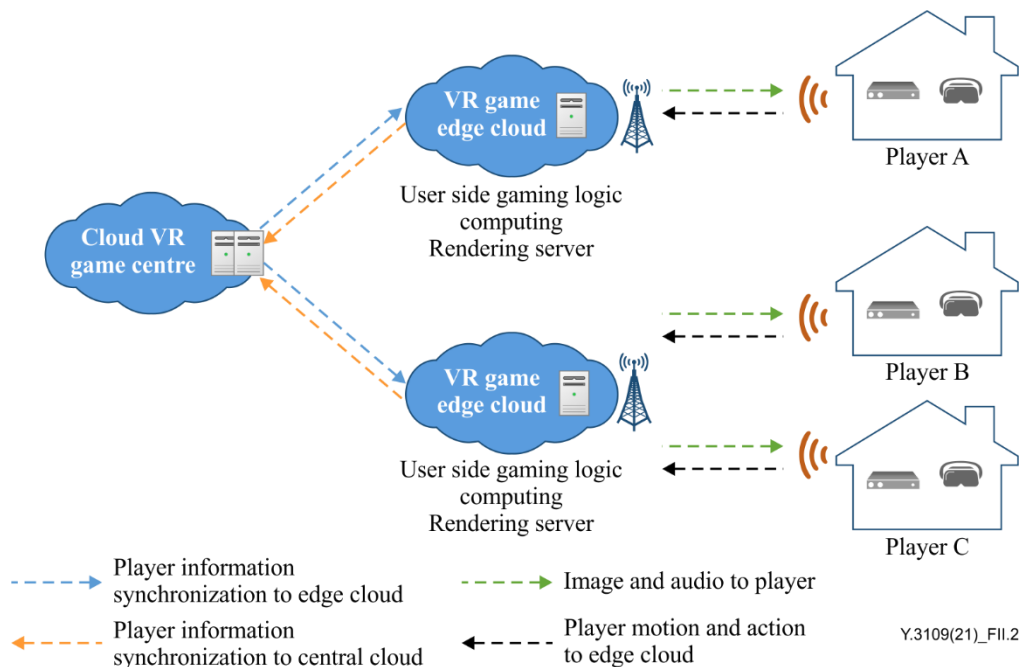 VR game
edge cloud
User side gaming logic
computing
Rendering server
Player A
Cloud VR
game centre
Player B
VR game
edge cloud
User side gaming logic
computing
Rendering server
Player C
Player information
synchronization to edge cloud
Image and audio to player
Player information
synchronization to central cloud
Player motion and action
to edge cloud
Y.3109(21)_FII.2